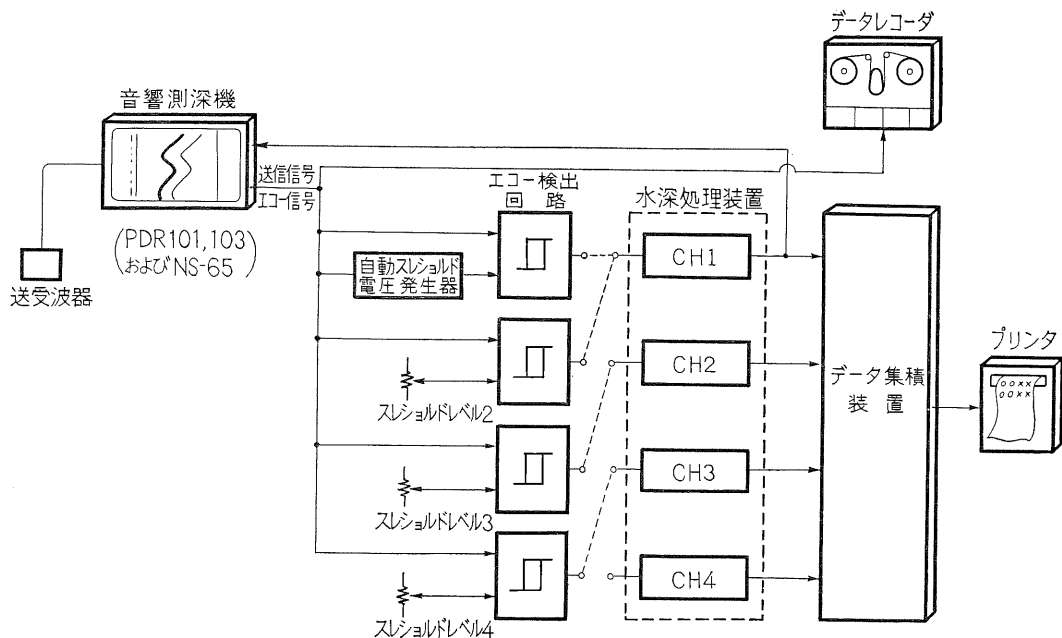 データレコーダ
音響測深機
送信信号
エコー信号
(PDR101,103)
およびNS-65
送受波器
エコー検出
回路
水深処理装置
自動スレショルド
電圧発生器
CH1
CH2
スレショルドレベル2
CH3
スレショルドレベル3
CH4
スレショルドレベル4
データ集積
装置
プリンタ
00××
00××